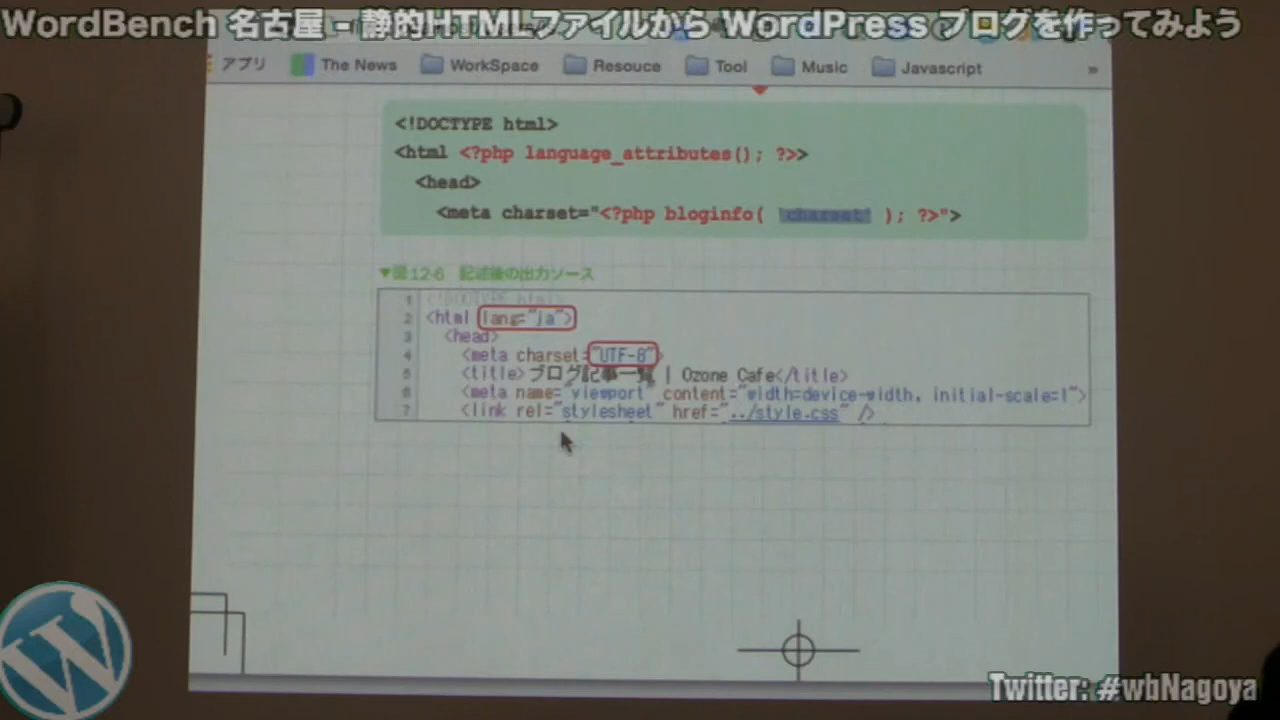 WordBench 名古屋 - 静的HTMLファイルから WordPress ブログを作ってみよう
アプリ The News WorkSpace Resouce Tool Music Javascript »
<!DOCTYPE html>
<html <?php language_attributes(); ?>>
<head>
<meta charset="<?php bloginfo( 'charset' ); ?>">
▼図12-6 記述後の出力ソース
1 <!DOCTYPE html>
2 <html lang="ja">
3 <head>
4 <meta charset="UTF-8">
5 <title>ブログ記事一覧 | Ozone Cafe</title>
6 <meta name="viewport" content="width=device-width, initial-scale=1">
7 <link rel="stylesheet" href="../style.css" />
Twitter: #wbNagoya